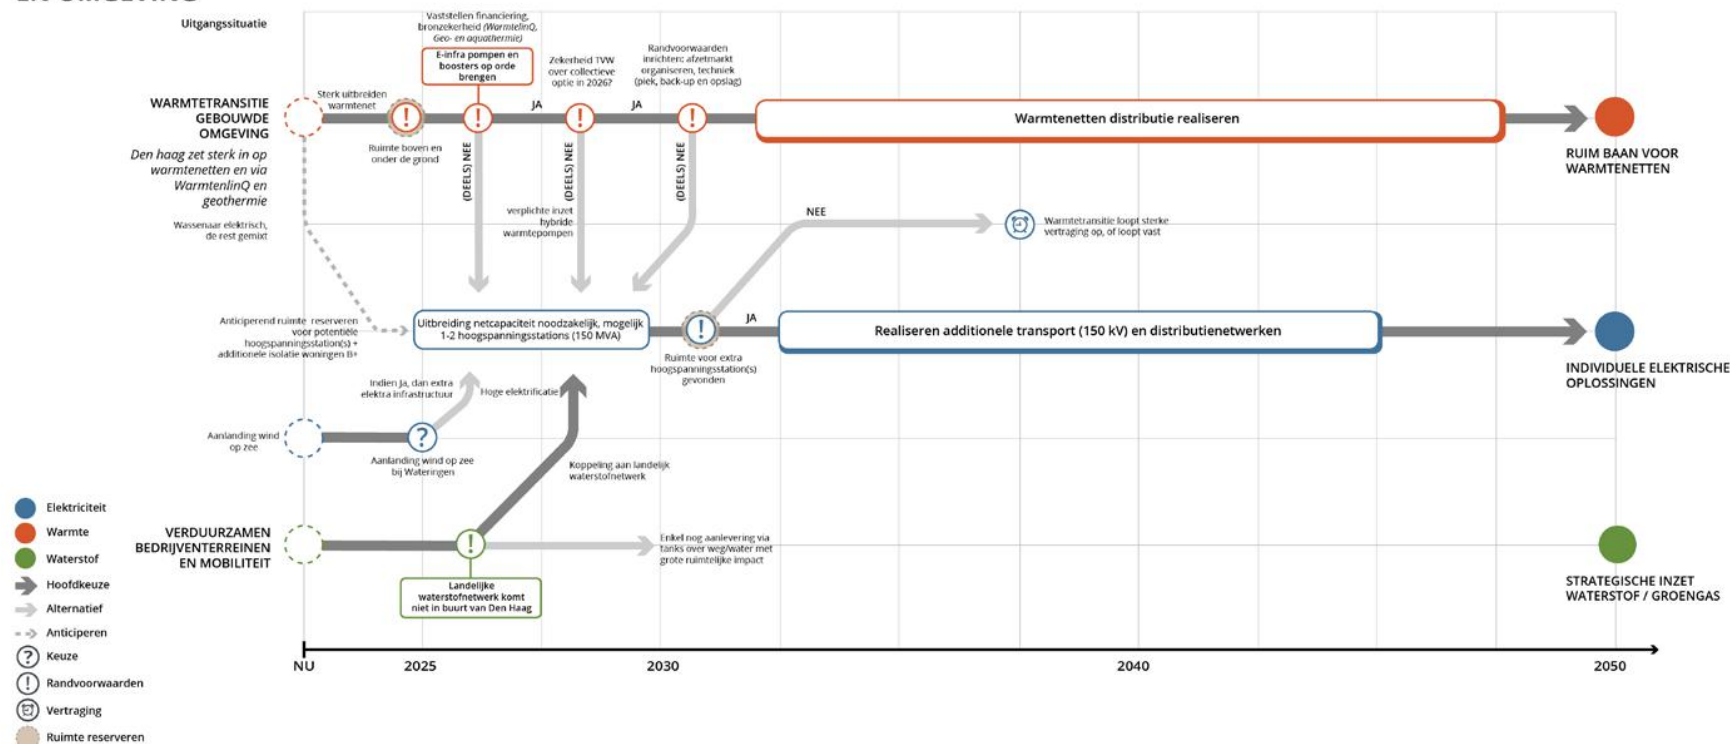 Uitgangssituatie
Vaststellen financiering,
bronzekerheid (WarmtelinQ,
Geo- en aquathermie)
E-infra pompen en
boosters op orde
brengen
Zekerheid TVW
over collectieve
optie in 2026?
Randvoorwaarden
inrichten: afzetmarkt
organiseren, techniek
(piek, back-up en opslag)
WARMTETRANSITIE
GEBOUWDE
OMGEVING
Sterk uitbreiden
warmtenet
!
!
JA
!
JA
!
Warmtenetten distributie realiseren
RUIM BAAN VOOR
WARMTENETTEN
Den haag zet sterk in op
warmtenetten en via
WarmtenlinQ en
geothermie
Ruimte boven en
onder de grond
(DEELS) NEE
(DEELS) NEE
(DEELS) NEE
Wassenaar elektrisch,
de rest gemixt
verplichte inzet
hybride
warmtepompen
NEE
Warmtetransitie loopt sterke
vertraging op, of loopt vast
Anticiperend ruimte reserveren
voor potentiële
hoogspanningsstation(s) +
additionele isolatie woningen B+
Uitbreiding netcapaciteit noodzakelijk, mogelijk
1-2 hoogspanningsstations (150 MVA)
!
JA
Ruimte voor extra
hoogspanningsstation(s)
gevonden
Realiseren additionele transport (150 kV) en distributienetwerken
INDIVIDUELE ELEKTRISCHE
OPLOSSINGEN
Indien Ja, dan extra
elektra infrastructuur
Hoge elektrificatie
Aanlanding wind
op zee
?
Aanlanding wind op zee
bij Wateringen
Koppeling aan landelijk
waterstofnetwerk
VERDUURZAMEN
BEDRIJVENTERREINEN
EN MOBILITEIT
!
Enkel nog aanlevering via
tanks over weg/water met
grote ruimtelijke impact
Landelijke
waterstofnetwerk komt
niet in buurt van Den Haag
STRATEGISCHE INZET
WATERSTOF / GROENGAS
Elektriciteit
Warmte
Waterstof
Hoofdkeuze
Alternatief
Anticiperen
? Keuze
! Randvoorwaarden
Vertraging
Ruimte reserveren
NU 2025 2030 2040 2050